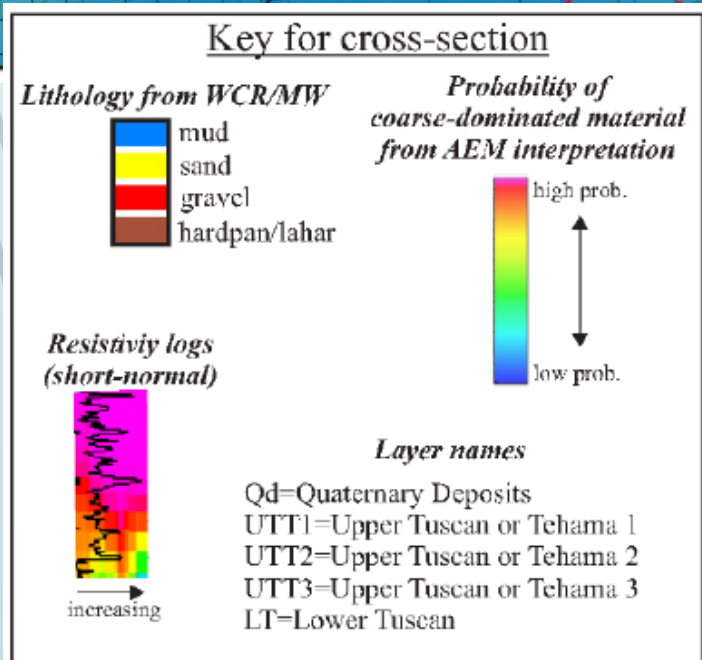 Key for cross-section
Lithology from WCR/MW
mud
sand
gravel
hardpan/lahar
Probability of
coarse-dominated material
from AEM interpretation
high prob.
low prob.
Resistiviy logs
(short-normal)
increasing
Layer names
Qd=Quaternary Deposits
UTT1=Upper Tuscan or Tehama 1
UTT2=Upper Tuscan or Tehama 2
UTT3=Upper Tuscan or Tehama 3
LT=Lower Tuscan